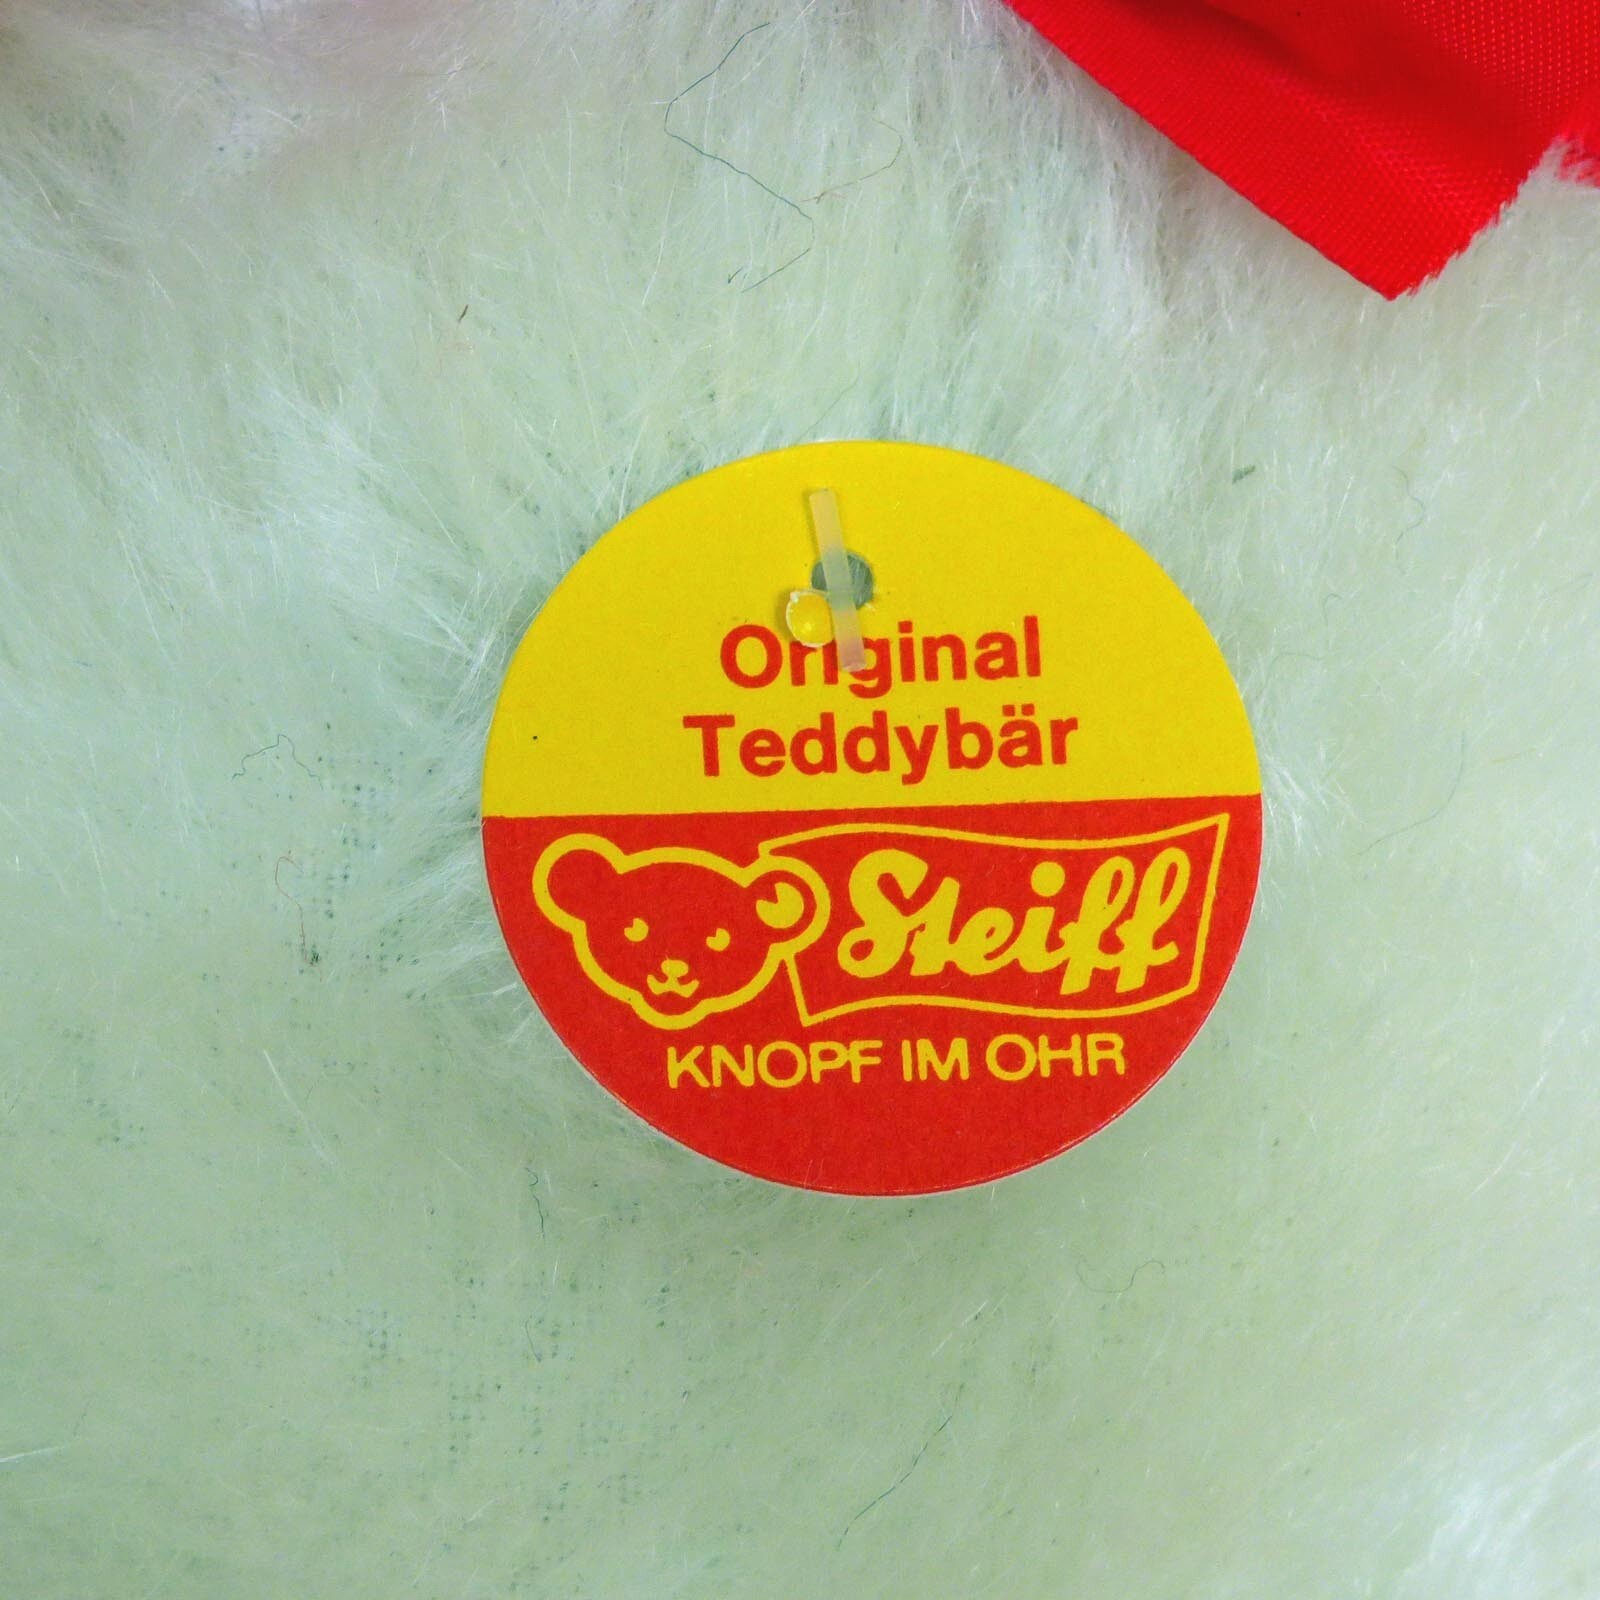 Original
Teddybär
Steiff
KNOPF IM OHR